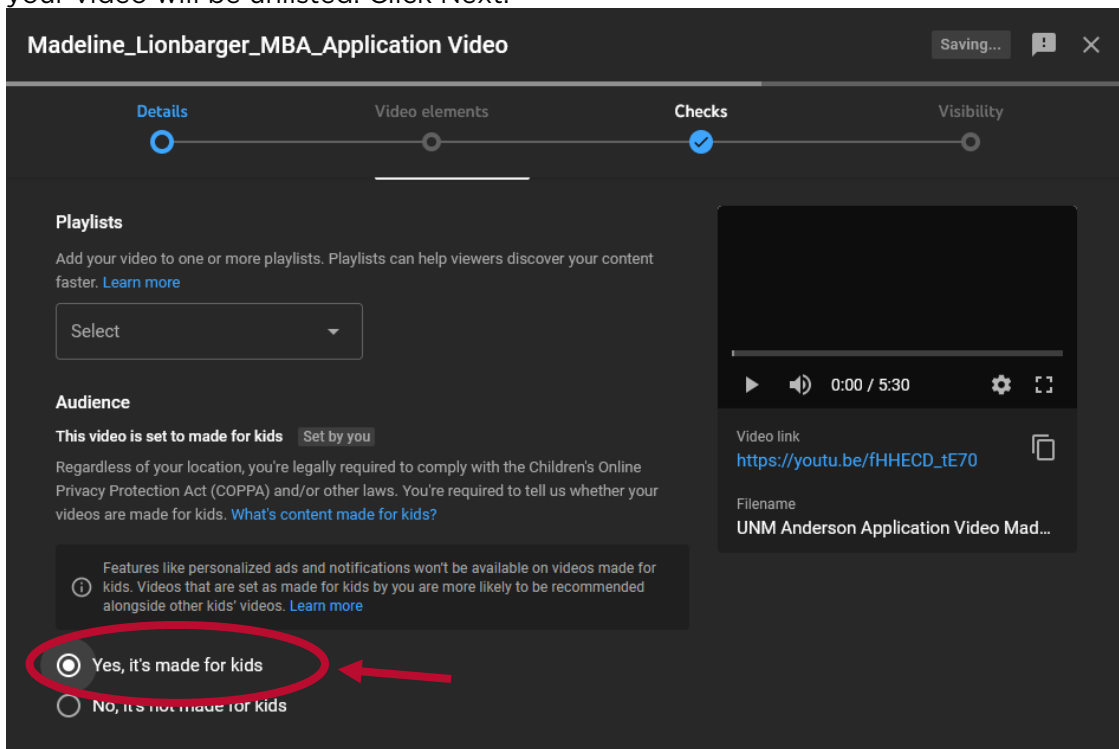 your video will be unlisted. Click Next.
Madeline_Lionbarger_MBA_Application Video
Saving...
Details
Video elements
Checks
Visibility
Playlists
Add your video to one or more playlists. Playlists can help viewers discover your content
faster. Learn more
Select
Audience
This video is set to made for kids Set by you
Regardless of your location, you're legally required to comply with the Children's Online
Privacy Protection Act (COPPA) and/or other laws. You're required to tell us whether your
videos are made for kids. What's content made for kids?
Features like personalized ads and notifications won't be available on videos made for
kids. Videos that are set as made for kids by you are more likely to be recommended
alongside other kids' videos. Learn more
Yes, it's made for kids
No, it's not made for kids
0:00 / 5:30
Video link
https://youtu.be/fHHECD_tE70
Filename
UNM Anderson Application Video Mad...